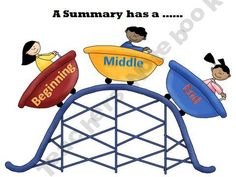 A Summary has a ......
Beginning
Middle
End